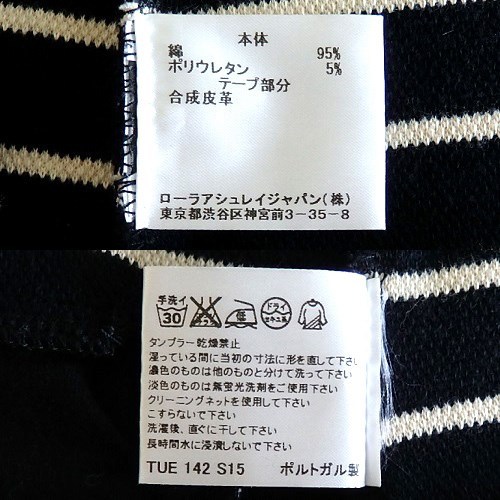 本体
綿 95%
ポリウレタン 5%
テープ部分
合成皮革
ローラアシュレイジャパン(株)
東京都渋谷区神宮前3-35-8
手洗イ
30
低
ドライ
セキユ系
タンブラー乾燥禁止
湿っている間に当初の寸法に形を直して下さい
濃色のものは他のものと分けて洗って下さい
淡色のものは無蛍光洗剤をご使用下さい
クリーニングネットを使用して下さい
こすらないで下さい
洗濯後、直ぐに干して下さい
長時間水に浸漬しないで下さい
TUE 142 S15 ポルトガル製